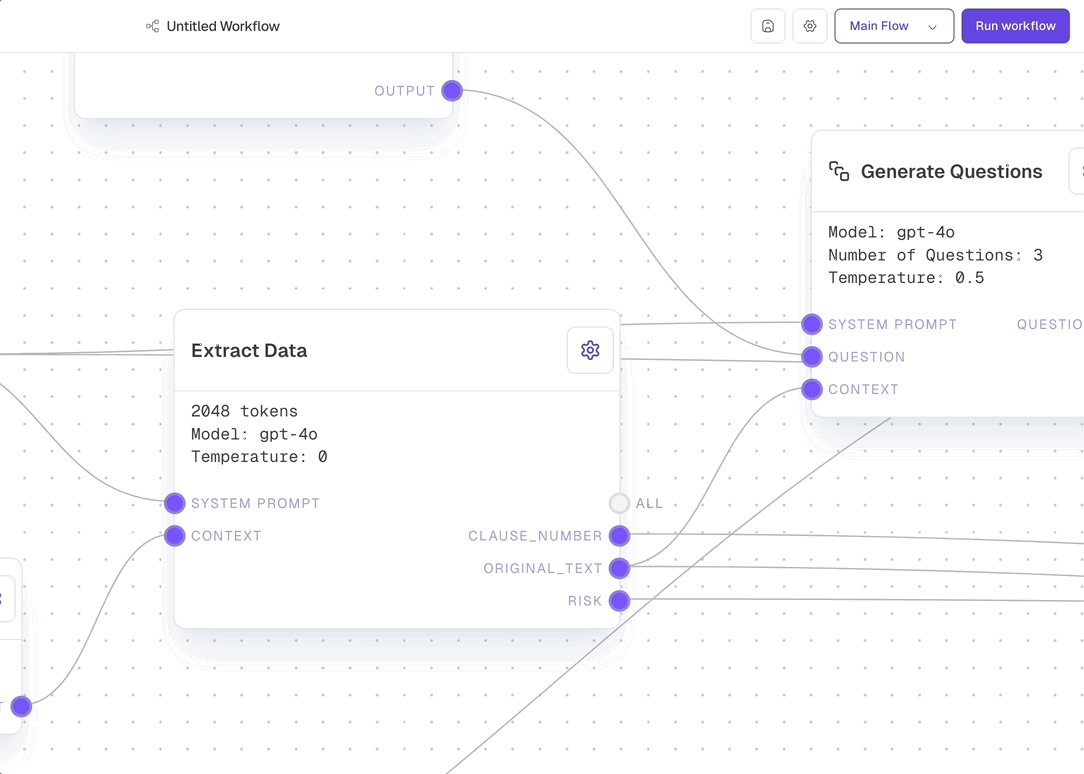 Untitled Workflow
Main Flow
Run workflow
OUTPUT
Generate Questions
Model: gpt-4o
Number of Questions: 3
Temperature: 0.5
SYSTEM PROMPT
QUESTION
CONTEXT
Extract Data
2048 tokens
Model: gpt-4o
Temperature: 0
SYSTEM PROMPT
ALL
CONTEXT
CLAUSE_NUMBER
ORIGINAL_TEXT
RISK